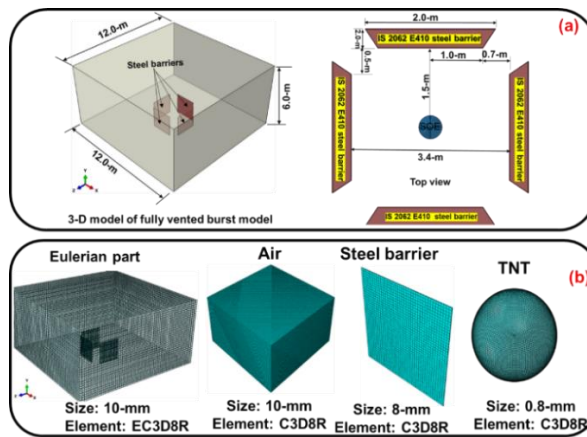 (a)
12.0-m
Steel barriers
6.0-m
12.0-m
3-D model of fully vented burst model
2.0-m
2.0-m
IS 2062 E410 steel barrier
0.5-m
1.0-m
0.7-m
1.5-m
IS 2062 E410 steel barrier
IS 2062 E410 steel barrier
3.4-m
Top view
IS 2062 E410 steel barrier
(b)
Eulerian part
Air
Steel barrier
TNT
Size: 10-mm
Element: EC3D8R
Size: 10-mm
Element: C3D8R
Size: 8-mm
Element: C3D8R
Size: 0.8-mm
Element: C3D8R